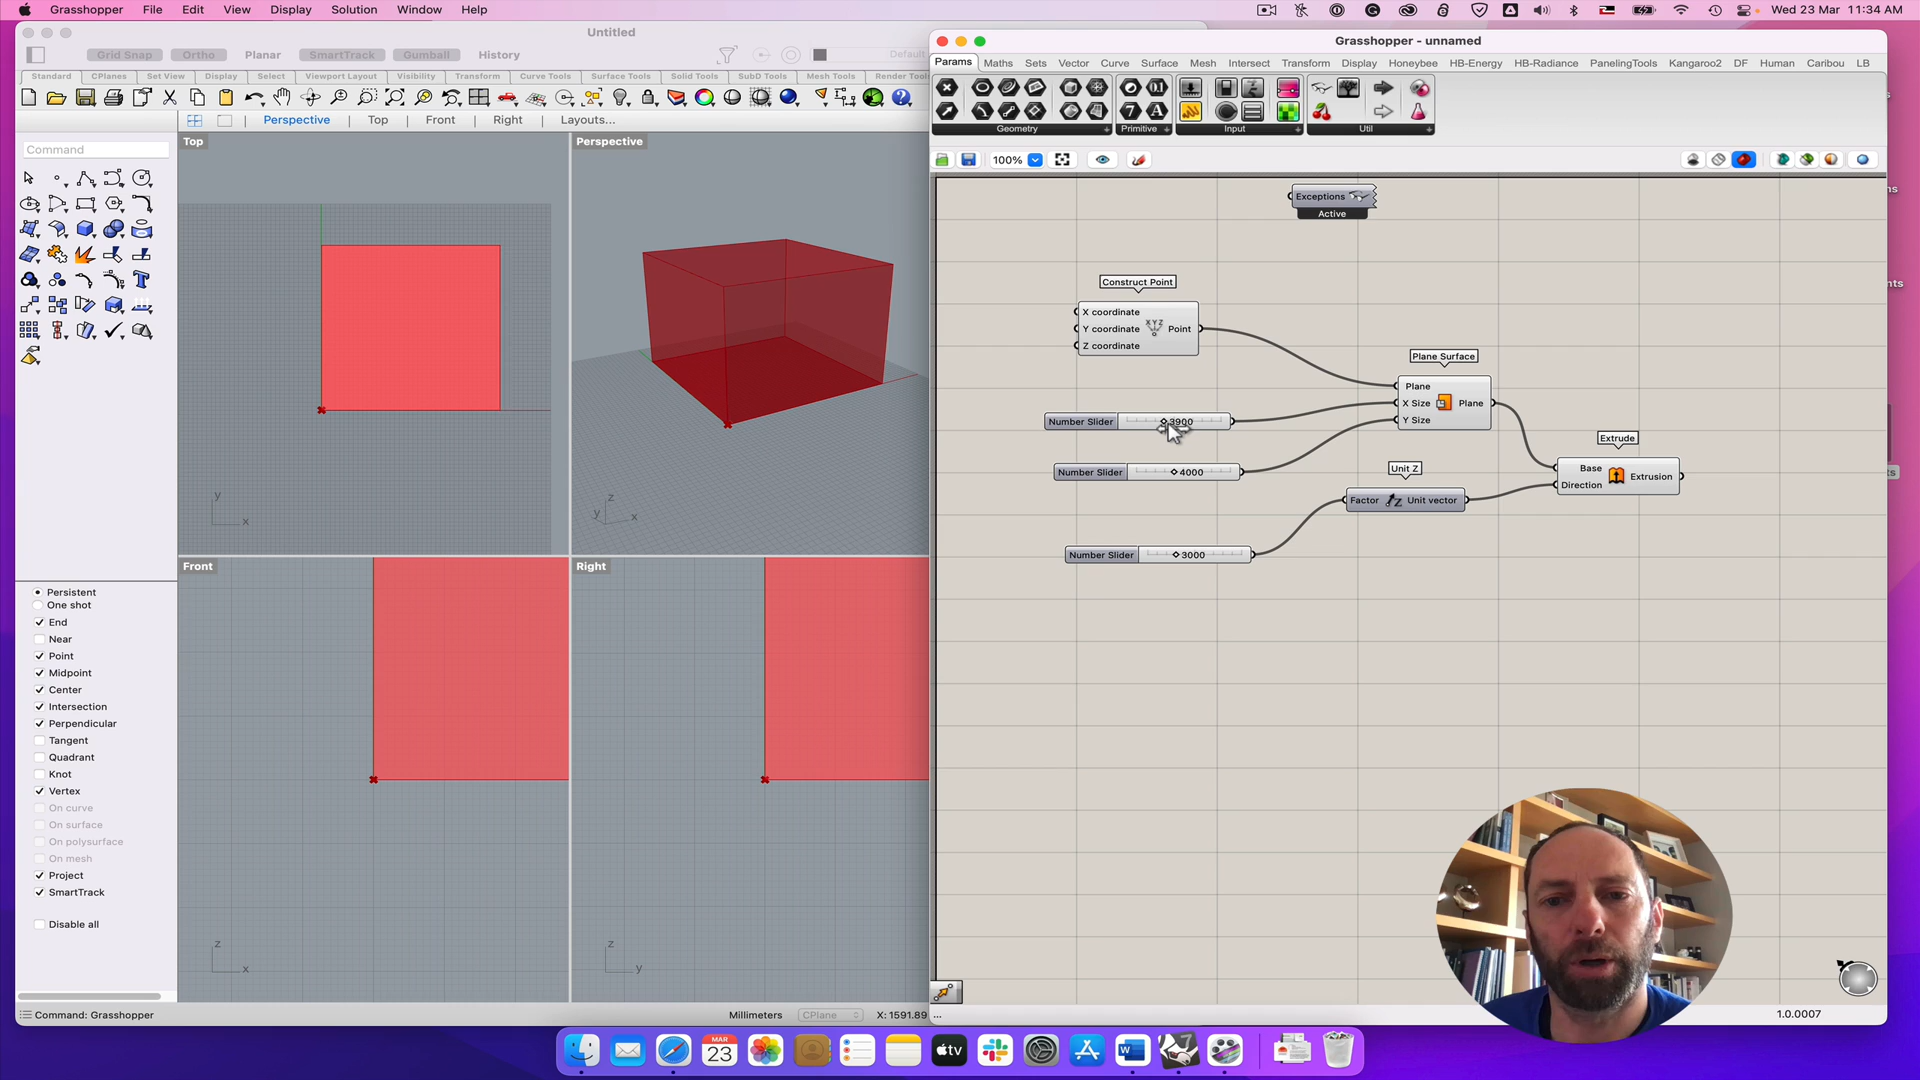 Grasshopper File Edit View Display Solution Window Help
Wed 23 Mar 11:34 AM
Untitled
Grid Snap Ortho Planar SmartTrack Gumball History
Default
Standard CPlanes Set View Display Select Viewport Layout Visibility Transform Curve Tools Surface Tools Solid Tools SubD Tools Mesh Tools Render Tools
Perspective Top Front Right Layouts...
Command
Top
Perspective
Front
Right
y
x
z
y
x
z
x
z
y
Persistent
One shot
End
Near
Point
Midpoint
Center
Intersection
Perpendicular
Tangent
Quadrant
Knot
Vertex
On curve
On surface
On polysurface
On mesh
Project
SmartTrack
Disable all
Command: Grasshopper
Millimeters
CPlane
X: 1591.89
Grasshopper - unnamed
Params Maths Sets Vector Curve Surface Mesh Intersect Transform Display Honeybee HB-Energy HB-Radiance PanelingTools Kangaroo2 DF Human Caribou LB
Geometry
Primitive
Input
Util
100%
Exceptions
Active
Construct Point
X coordinate
Y coordinate
Z coordinate
Point
Plane Surface
Plane
X Size
Y Size
Plane
Number Slider 3900
Number Slider 4000
Number Slider 3000
Unit Z
Factor
Unit vector
Extrude
Base
Direction
Extrusion
...
1.0.0007
MAR
23
tv